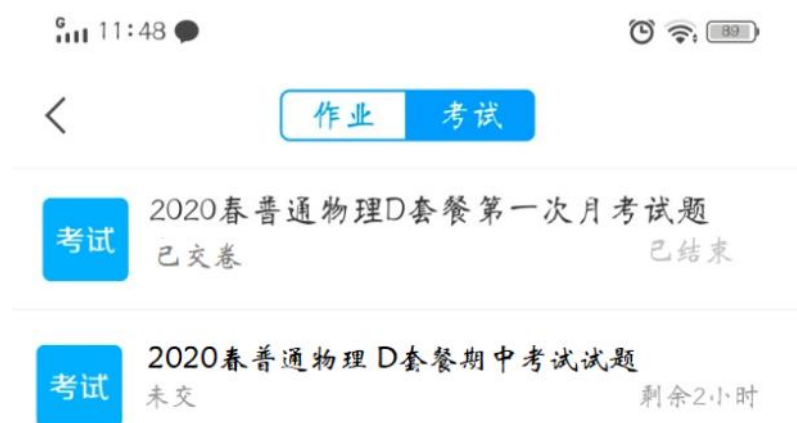 G 11:48 89
作业 考试
考试 2020春普通物理D套餐第一次月考试题
已交卷 已结束
考试 2020春普通物理 D套餐期中考试试题
未交 剩余2小时